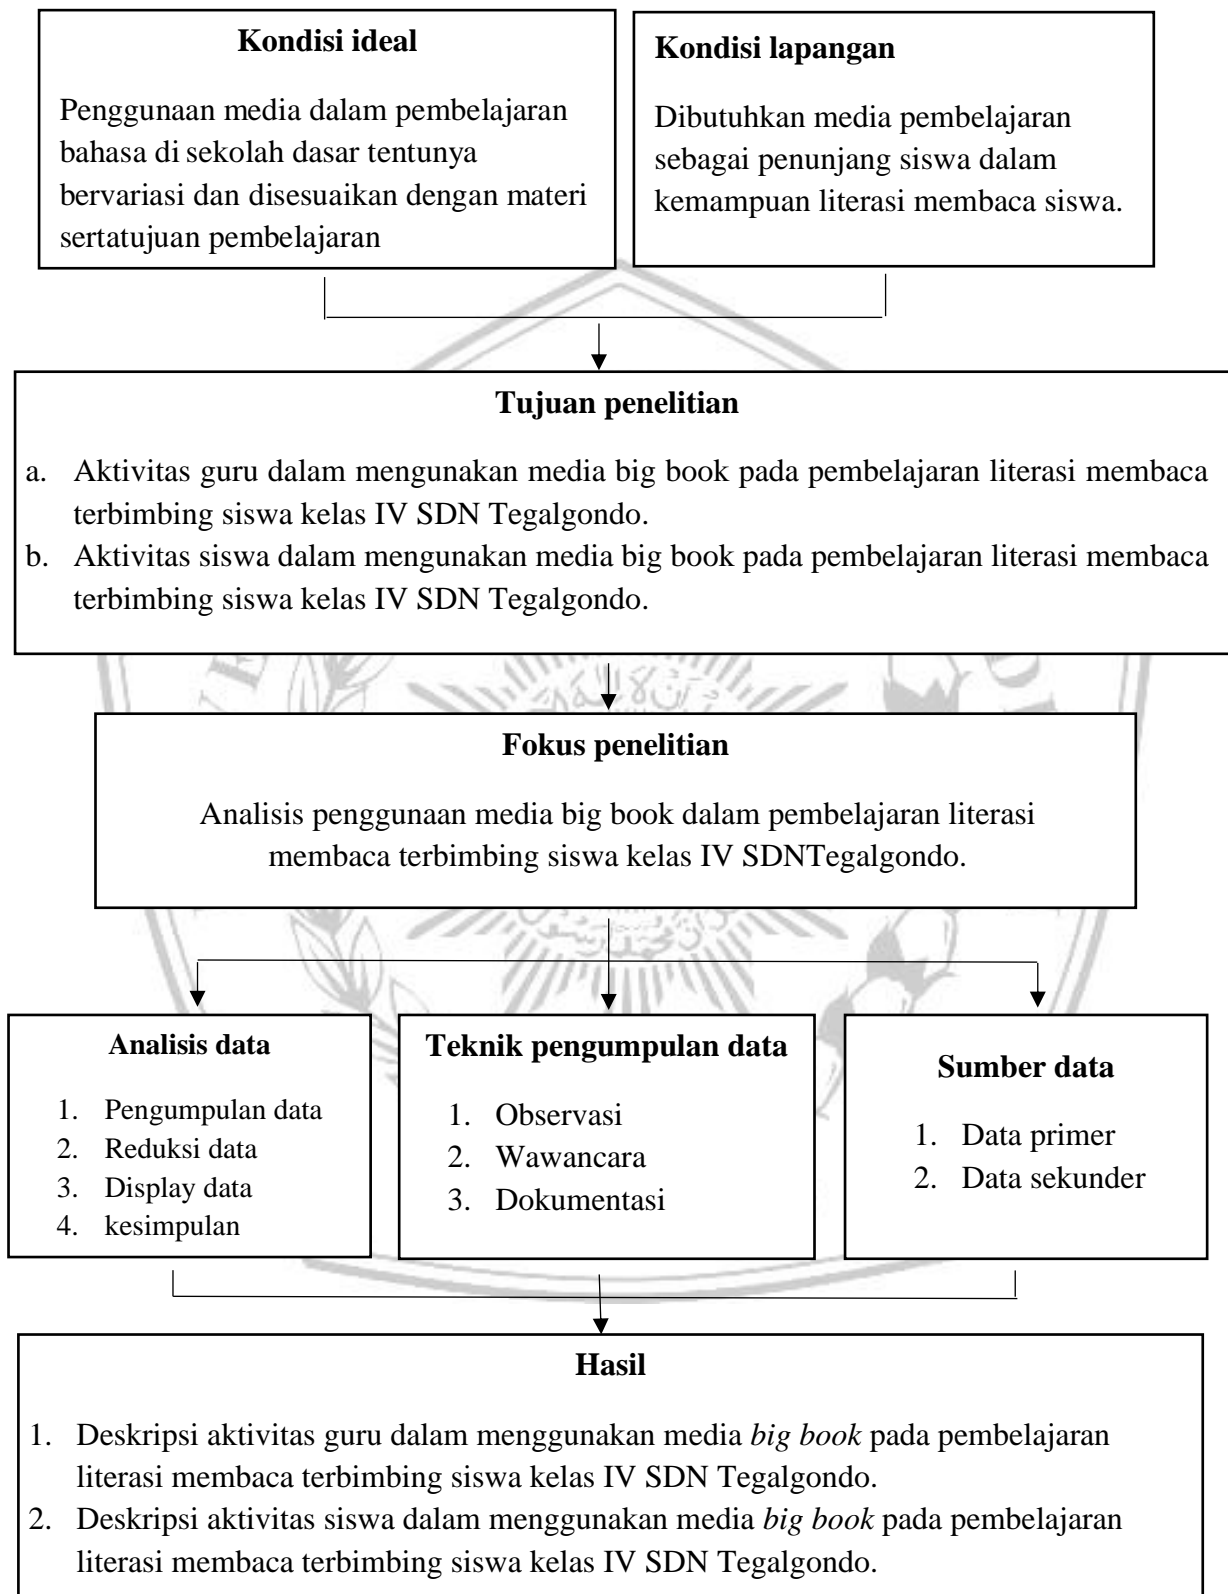 Kondisi ideal
Penggunaan media dalam pembelajaran
bahasa di sekolah dasar tentunya
bervariasi dan disesuaikan dengan materi
sertatujuan pembelajaran
Kondisi lapangan
Dibutuhkan media pembelajaran
sebagai penunjang siswa dalam
kemampuan literasi membaca siswa.
Tujuan penelitian
a. Aktivitas guru dalam mengunakan media big book pada pembelajaran literasi membaca
terbimbing siswa kelas IV SDN Tegalgondo.
b. Aktivitas siswa dalam mengunakan media big book pada pembelajaran literasi membaca
terbimbing siswa kelas IV SDN Tegalgondo.
Fokus penelitian
Analisis penggunaan media big book dalam pembelajaran literasi
membaca terbimbing siswa kelas IV SDNTegalgondo.
Analisis data
1. Pengumpulan data
2. Reduksi data
3. Display data
4. kesimpulan
Teknik pengumpulan data
1. Observasi
2. Wawancara
3. Dokumentasi
Sumber data
1. Data primer
2. Data sekunder
Hasil
1. Deskripsi aktivitas guru dalam menggunakan media big book pada pembelajaran
literasi membaca terbimbing siswa kelas IV SDN Tegalgondo.
2. Deskripsi aktivitas siswa dalam menggunakan media big book pada pembelajaran
literasi membaca terbimbing siswa kelas IV SDN Tegalgondo.